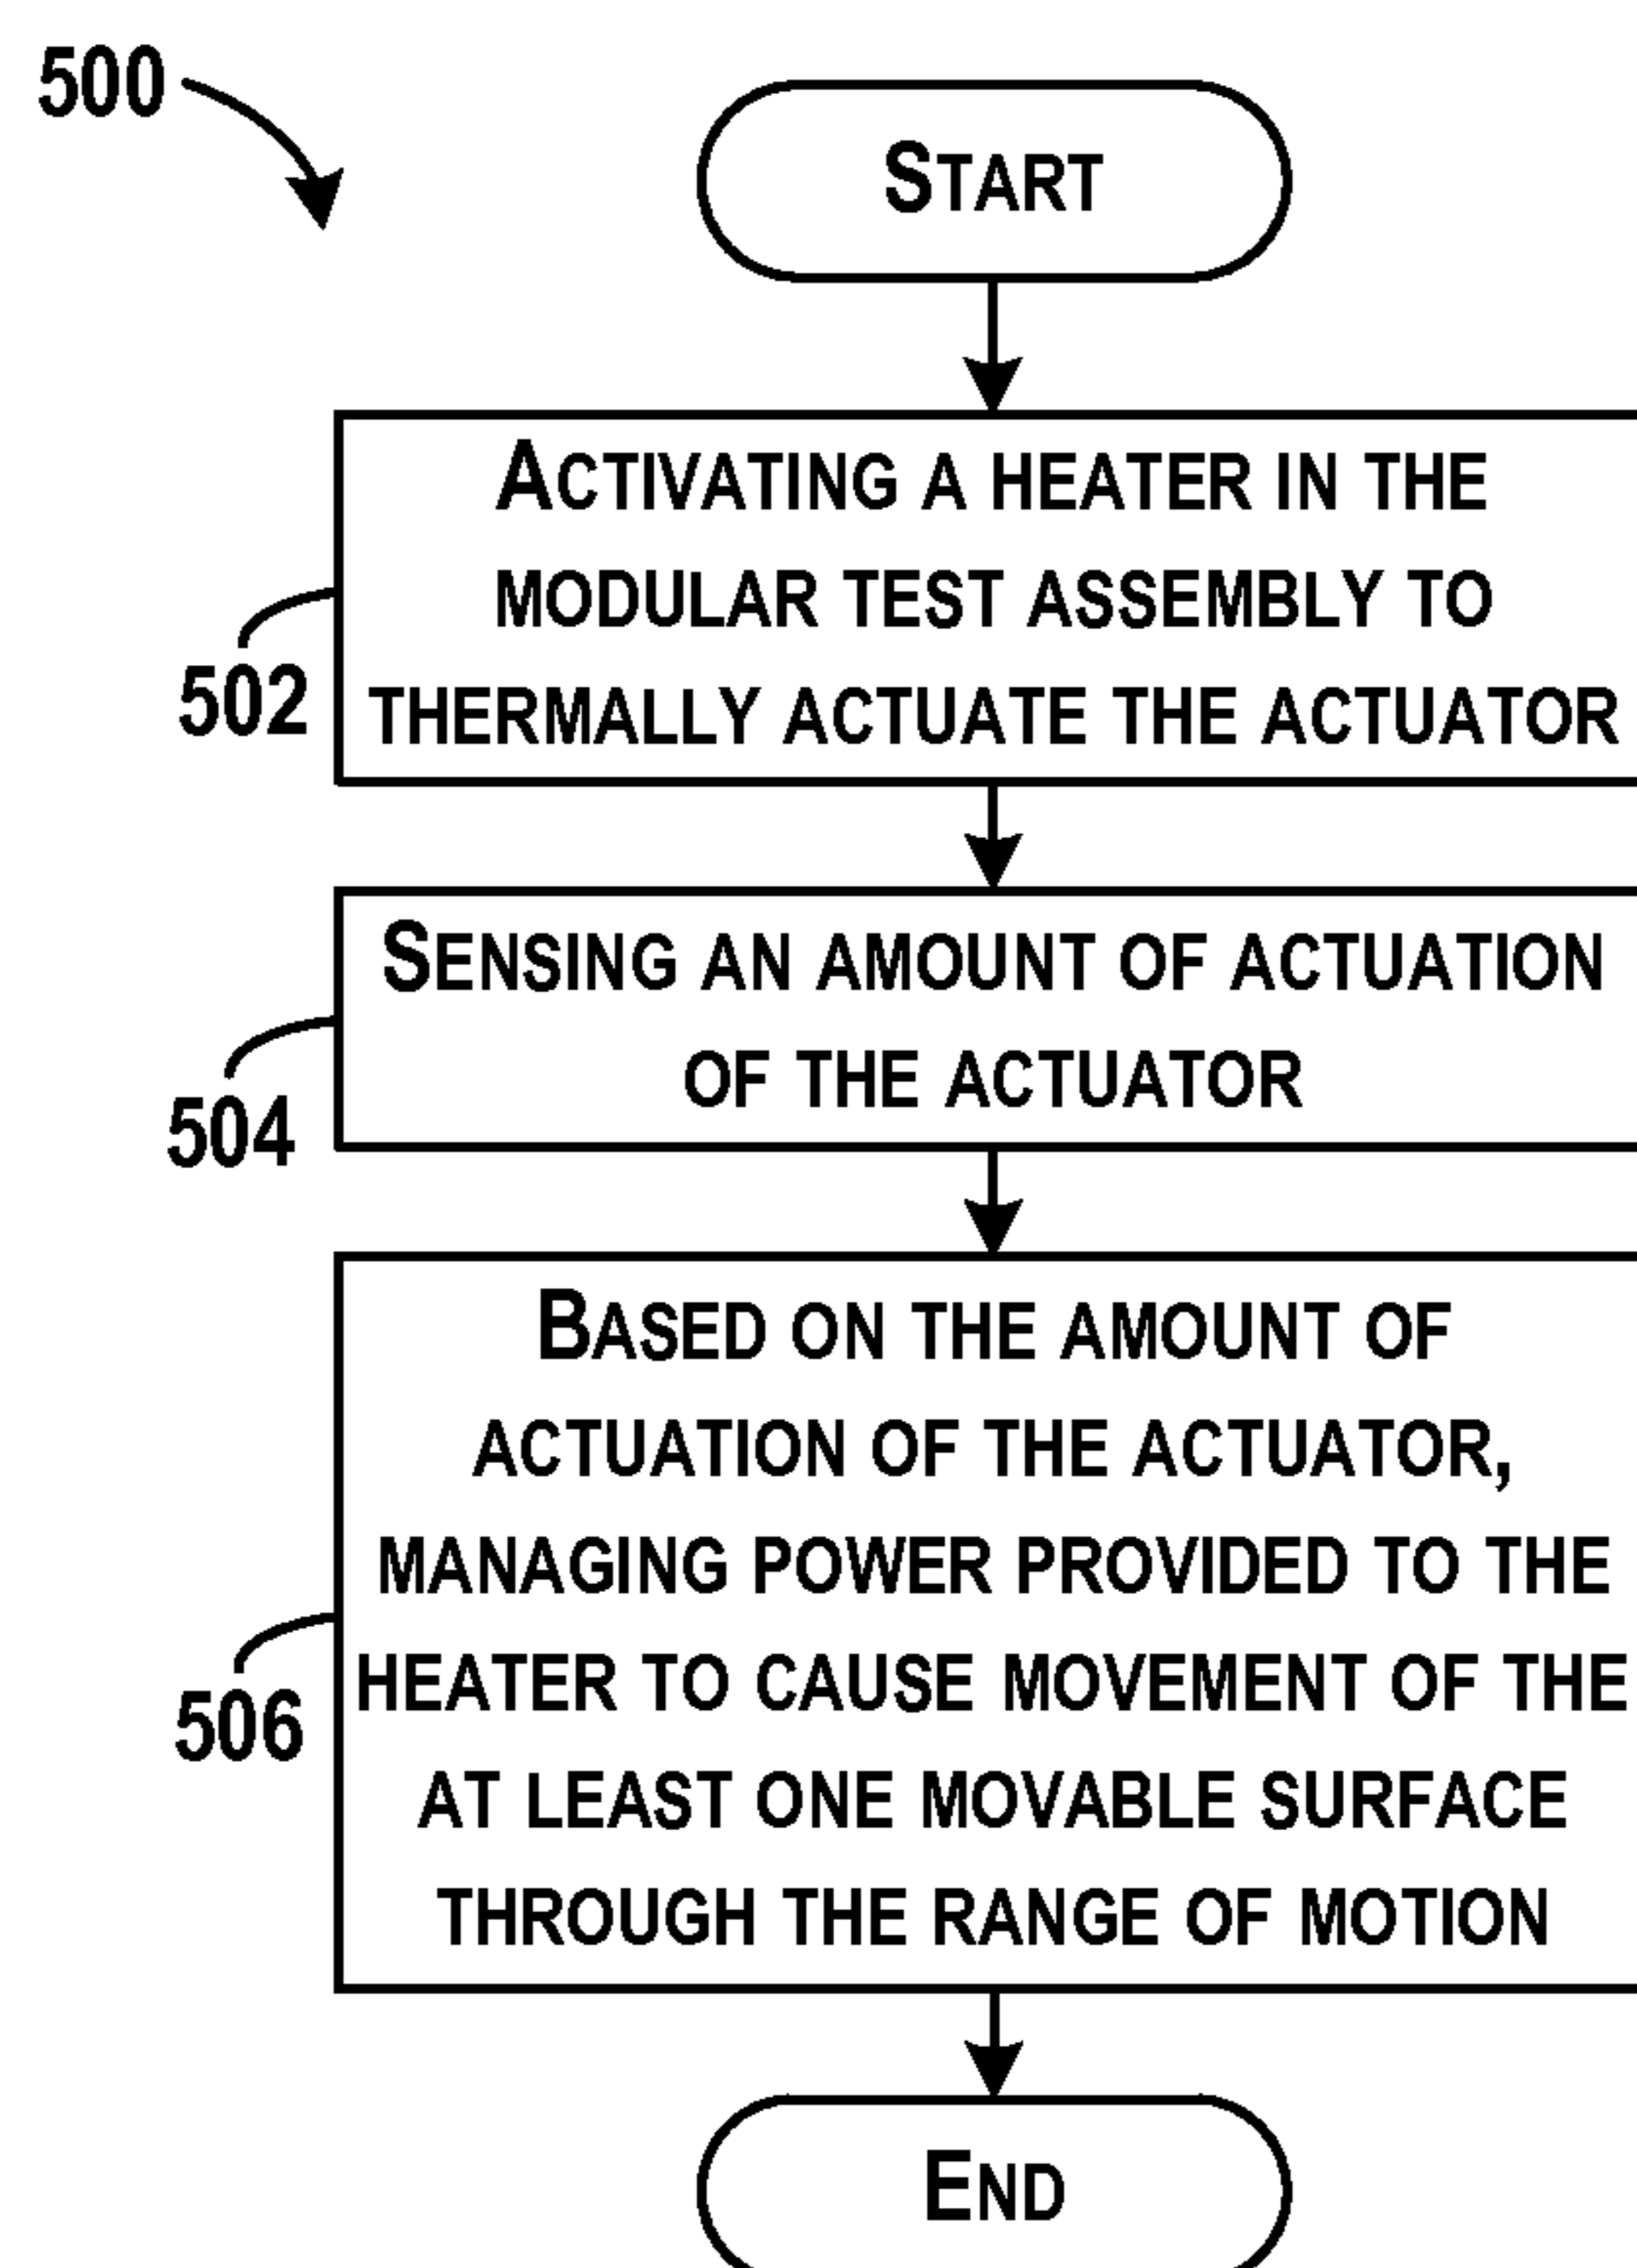 500
START
ACTIVATING A HEATER IN THE
MODULAR TEST ASSEMBLY TO
THERMALLY ACTUATE THE ACTUATOR
502
SENSING AN AMOUNT OF ACTUATION
OF THE ACTUATOR
504
BASED ON THE AMOUNT OF
ACTUATION OF THE ACTUATOR,
MANAGING POWER PROVIDED TO THE
HEATER TO CAUSE MOVEMENT OF THE
AT LEAST ONE MOVABLE SURFACE
THROUGH THE RANGE OF MOTION
506
END